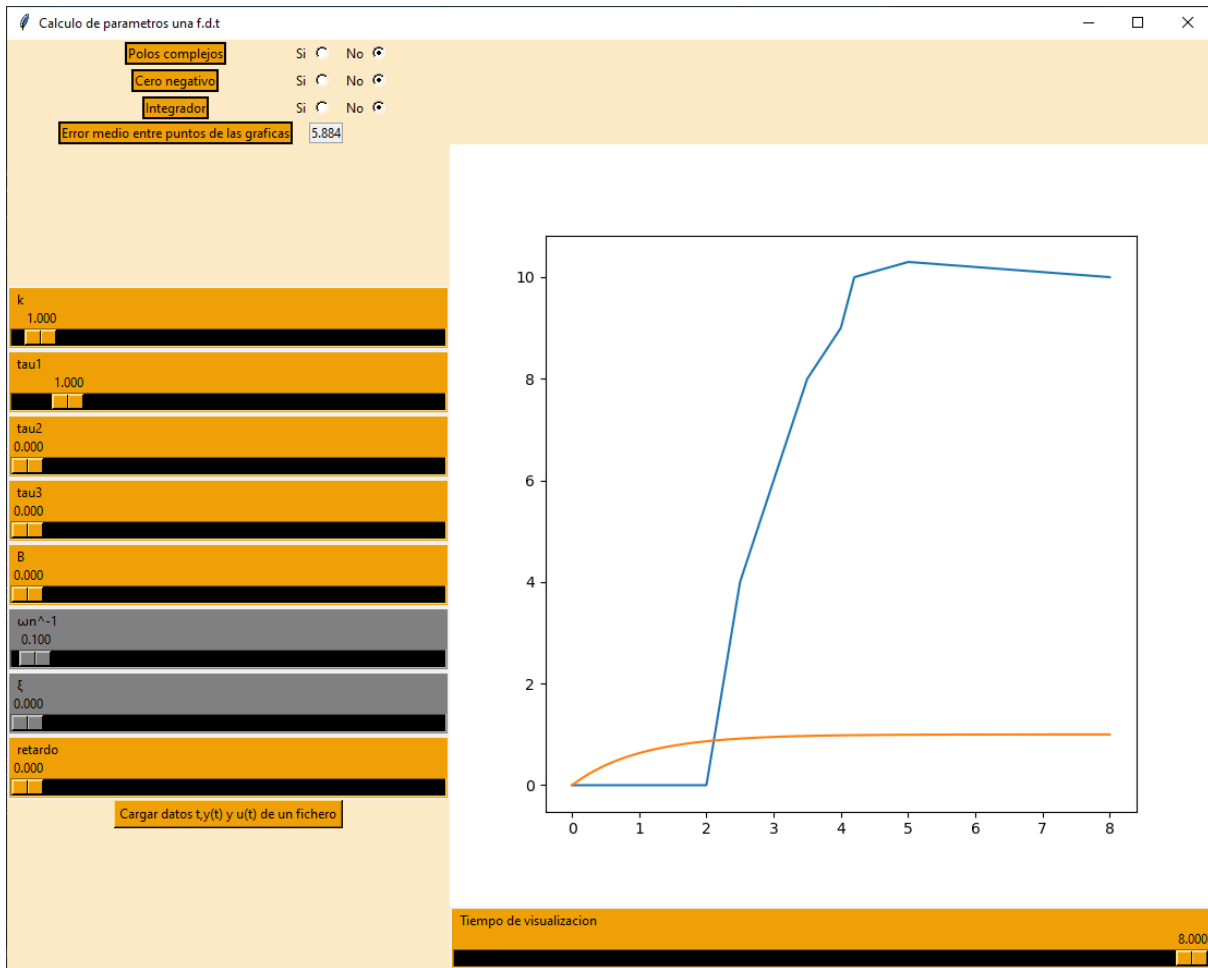 Calculo de parametros una f.d.t
Polos complejos Si No
Cero negativo Si No
Integrador Si No
Error medio entre puntos de las graficas 5.884
k
1.000
tau1
1.000
tau2
0.000
tau3
0.000
B
0.000
ωn^-1
0.100
ξ
0.000
retardo
0.000
Cargar datos t,y(t) y u(t) de un fichero
10
8
6
4
2
0
0 1 2 3 4 5 6 7 8
Tiempo de visualizacion
8.000